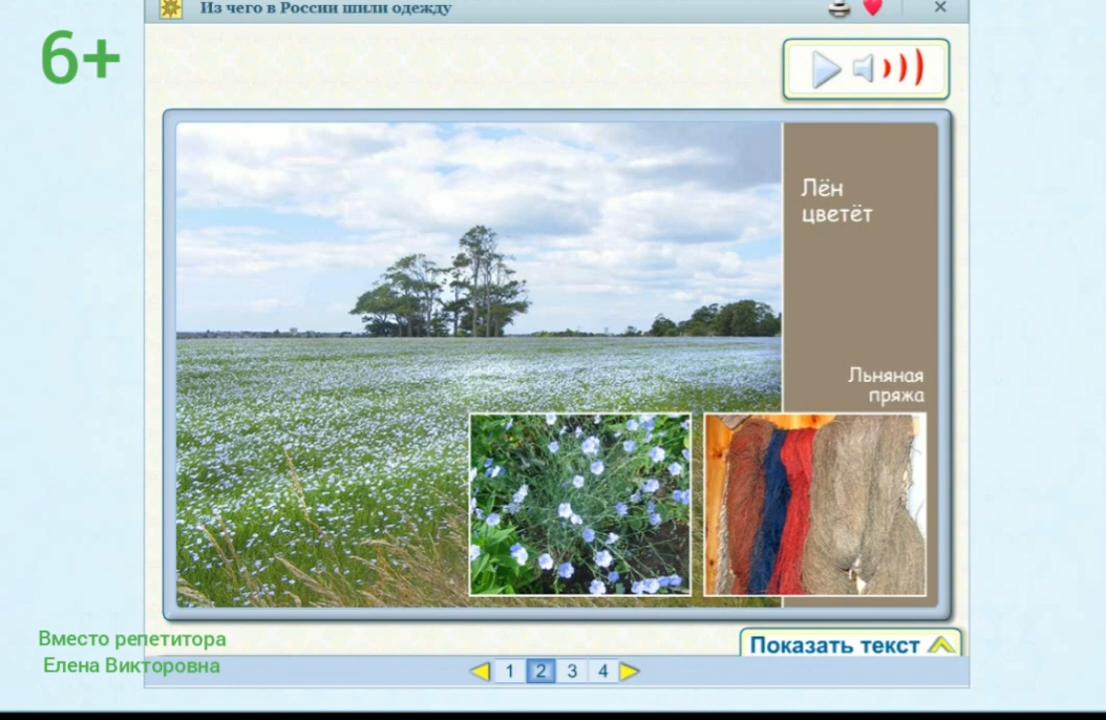 Из чего в России шили одежду
6+
Лён
цветёт
Льняная
пряжа
Показать текст
Вместо репетитора
Елена Викторовна
1 2 3 4